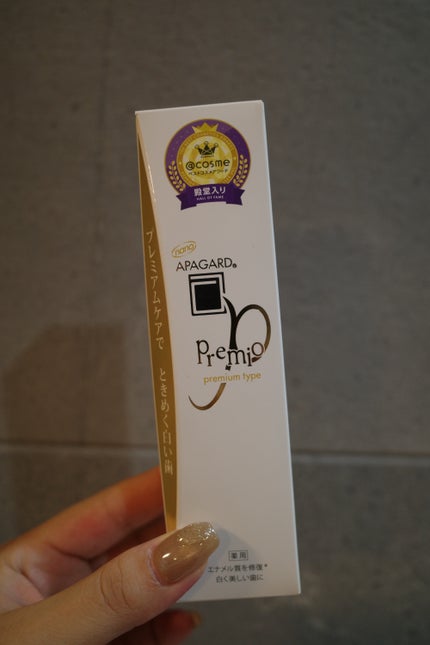 @cosme
ベストコスメアワード
殿堂入り
HALL OF FAME
nano
APAGARD®
Premio
premium type
プレミアムケアで ときめく白い歯
薬用
エナメル質を修復*
白く美しい歯に